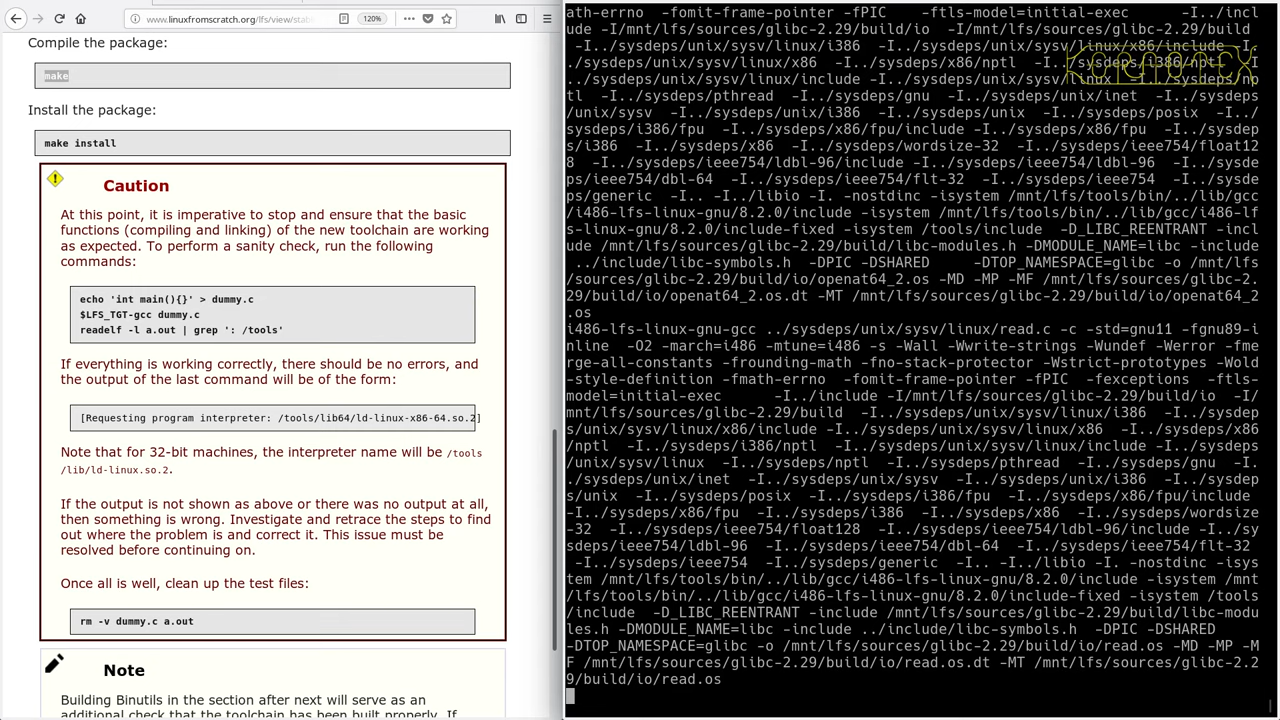 www.linuxfromscratch.org/lfs/view/stab
120%
Compile the package:
make
Install the package:
make install
Caution
At this point, it is imperative to stop and ensure that the basic
functions (compiling and linking) of the new toolchain are working
as expected. To perform a sanity check, run the following
commands:
echo 'int main(){}' > dummy.c
$LFS_TGT-gcc dummy.c
readelf -l a.out | grep ': /tools'
If everything is working correctly, there should be no errors, and
the output of the last command will be of the form:
[Requesting program interpreter: /tools/lib64/ld-linux-x86-64.so.2]
Note that for 32-bit machines, the interpreter name will be /tools
/lib/ld-linux.so.2.
If the output is not shown as above or there was no output at all,
then something is wrong. Investigate and retrace the steps to find
out where the problem is and correct it. This issue must be
resolved before continuing on.
Once all is well, clean up the test files:
rm -v dummy.c a.out
Note
Building Binutils in the section after next will serve as an
additional check that the toolchain has been built properly. If
ath-errno -fomit-frame-pointer -fPIC -ftls-model=initial-exec -I../incl
ude -I/mnt/lfs/sources/glibc-2.29/build/io -I/mnt/lfs/sources/glibc-2.29/build
-I../sysdeps/unix/sysv/linux/i386 -I../sysdeps/unix/sysv/linux/x86/include -I.
./sysdeps/unix/sysv/linux/x86 -I../sysdeps/x86/nptl -I../sysdeps/i386/nptl -I
../sysdeps/unix/sysv/linux/include -I../sysdeps/unix/sysv/linux -I../sysdeps/np
tl -I../sysdeps/pthread -I../sysdeps/gnu -I../sysdeps/unix/inet -I../sysdeps
/unix/sysv -I../sysdeps/unix/i386 -I../sysdeps/unix -I../sysdeps/posix -I../
sysdeps/i386/fpu -I../sysdeps/x86/fpu/include -I../sysdeps/x86/fpu -I../sysdep
s/i386 -I../sysdeps/x86 -I../sysdeps/wordsize-32 -I../sysdeps/ieee754/float12
8 -I../sysdeps/ieee754/ldbl-96/include -I../sysdeps/ieee754/ldbl-96 -I../sysde
ps/ieee754/dbl-64 -I../sysdeps/ieee754/flt-32 -I../sysdeps/ieee754 -I../sysde
ps/generic -I.. -I../libio -I. -nostdinc -isystem /mnt/lfs/tools/bin/../lib/gcc
/i486-lfs-linux-gnu/8.2.0/include -isystem /mnt/lfs/tools/bin/../lib/gcc/i486-lf
s-linux-gnu/8.2.0/include-fixed -isystem /tools/include -D_LIBC_REENTRANT -incl
ude /mnt/lfs/sources/glibc-2.29/build/libc-modules.h -DMODULE_NAME=libc -include
../include/libc-symbols.h -DPIC -DSHARED -DTOP_NAMESPACE=glibc -o /mnt/lfs
/sources/glibc-2.29/build/io/openat64_2.os -MD -MP -MF /mnt/lfs/sources/glibc-2.
29/build/io/openat64_2.os.dt -MT /mnt/lfs/sources/glibc-2.29/build/io/openat64_2
.os
i486-lfs-linux-gnu-gcc ../sysdeps/unix/sysv/linux/read.c -c -std=gnu11 -fgnu89-i
nline -O2 -march=i486 -mtune=i486 -s -Wall -Wwrite-strings -Wundef -Werror -fme
rge-all-constants -frounding-math -fno-stack-protector -Wstrict-prototypes -Wold
-style-definition -fmath-errno -fomit-frame-pointer -fPIC -fexceptions -ftls-
model=initial-exec -I../include -I/mnt/lfs/sources/glibc-2.29/build/io -I/
mnt/lfs/sources/glibc-2.29/build -I../sysdeps/unix/sysv/linux/i386 -I../sysdep
s/unix/sysv/linux/x86/include -I../sysdeps/unix/sysv/linux/x86 -I../sysdeps/x86
/nptl -I../sysdeps/i386/nptl -I../sysdeps/unix/sysv/linux/include -I../sysdeps
/unix/sysv/linux -I../sysdeps/nptl -I../sysdeps/pthread -I../sysdeps/gnu -I.
./sysdeps/unix/inet -I../sysdeps/unix/sysv -I../sysdeps/unix/i386 -I../sysdep
s/unix -I../sysdeps/posix -I../sysdeps/i386/fpu -I../sysdeps/x86/fpu/include
-I../sysdeps/x86/fpu -I../sysdeps/i386 -I../sysdeps/x86 -I../sysdeps/wordsize
-32 -I../sysdeps/ieee754/float128 -I../sysdeps/ieee754/ldbl-96/include -I../sy
sdeps/ieee754/ldbl-96 -I../sysdeps/ieee754/dbl-64 -I../sysdeps/ieee754/flt-32
-I../sysdeps/ieee754 -I../sysdeps/generic -I.. -I../libio -I. -nostdinc -isys
tem /mnt/lfs/tools/bin/../lib/gcc/i486-lfs-linux-gnu/8.2.0/include -isystem /mnt
/lfs/tools/bin/../lib/gcc/i486-lfs-linux-gnu/8.2.0/include-fixed -isystem /tools
/include -D_LIBC_REENTRANT -include /mnt/lfs/sources/glibc-2.29/build/libc-modu
les.h -DMODULE_NAME=libc -include ../include/libc-symbols.h -DPIC -DSHARED
-DTOP_NAMESPACE=glibc -o /mnt/lfs/sources/glibc-2.29/build/io/read.os -MD -MP -M
F /mnt/lfs/sources/glibc-2.29/build/io/read.os.dt -MT /mnt/lfs/sources/glibc-2.2
9/build/io/read.os